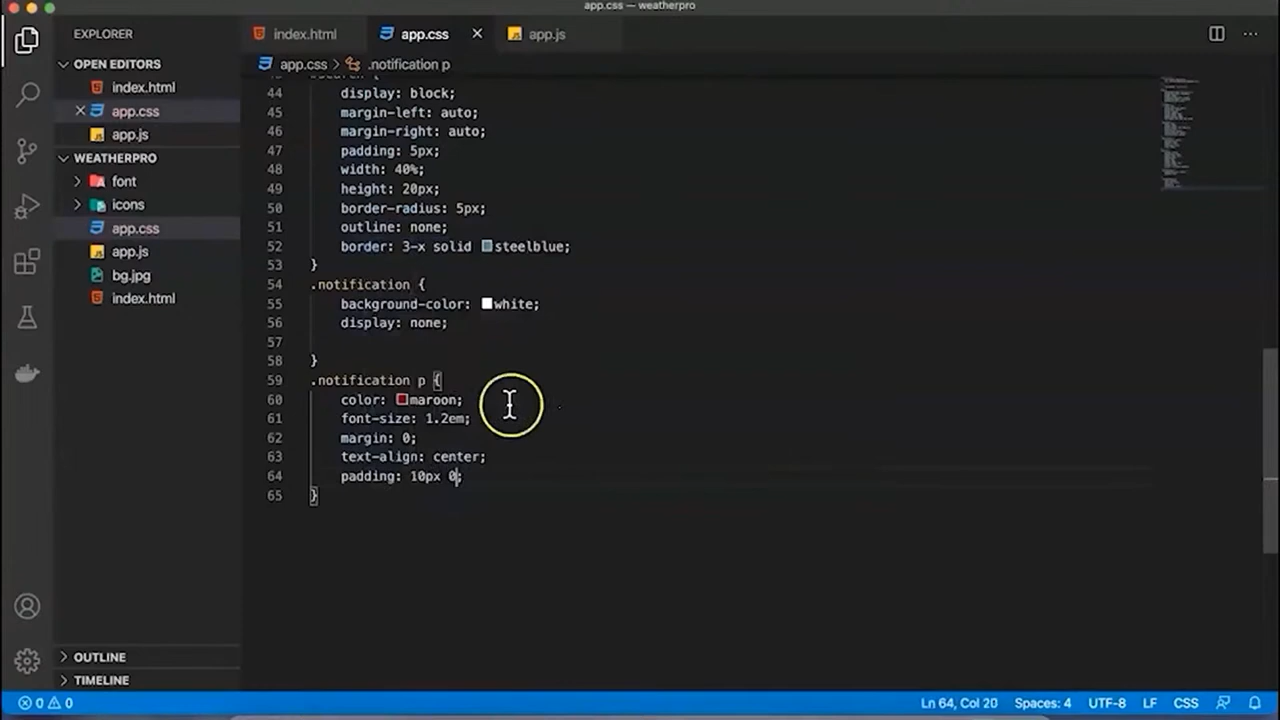 app.css — weatherpro
EXPLORER
index.html
app.css
app.js
OPEN EDITORS
app.css > .notification p
index.html
app.css
app.js
WEATHERPRO
font
icons
app.css
app.js
bg.jpg
index.html
44 display: block;
45 margin-left: auto;
46 margin-right: auto;
47 padding: 5px;
48 width: 40%;
49 height: 20px;
50 border-radius: 5px;
51 outline: none;
52 border: 3-x solid steelblue;
53 }
54 .notification {
55 background-color: white;
56 display: none;
57
58 }
59 .notification p {
60 color: maroon;
61 font-size: 1.2em;
62 margin: 0;
63 text-align: center;
64 padding: 10px 0;
65 }
OUTLINE
TIMELINE
0 0
Ln 64, Col 20
Spaces: 4
UTF-8
LF
CSS